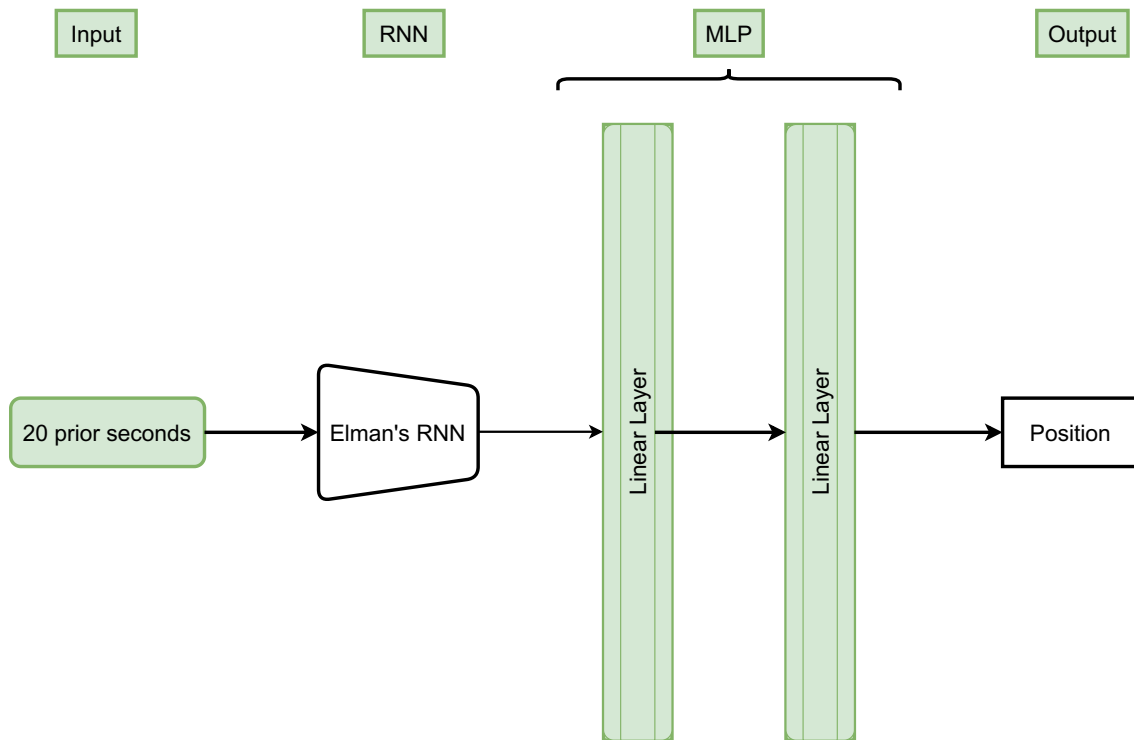 Input
RNN
MLP
Output
20 prior seconds
Elman's RNN
Linear Layer
Linear Layer
Position